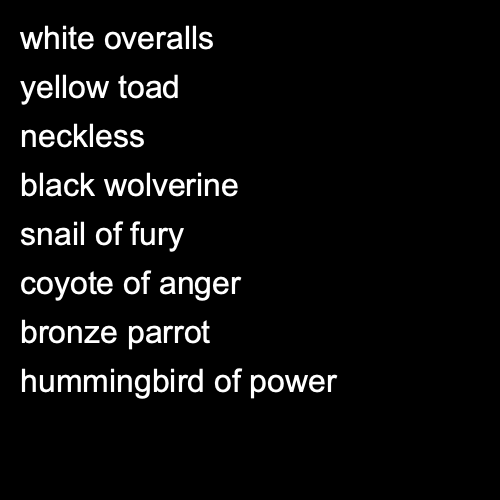 white overalls
yellow toad
neckless
black wolverine
snail of fury
coyote of anger
bronze parrot
hummingbird of power